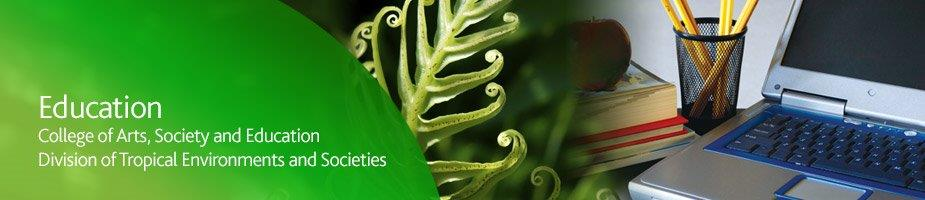 Education
College of Arts, Society and Education
Division of Tropical Environments and Societies